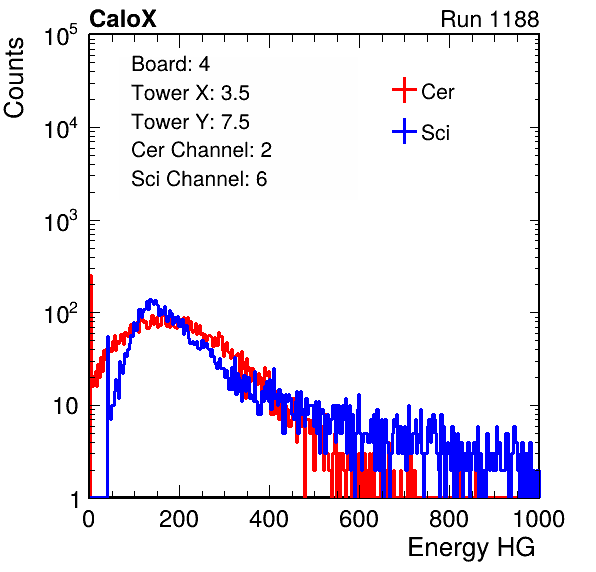 CaloX Run 1188
Counts
10^5
10^4
10^3
10^2
10
1
Board: 4
Tower X: 3.5
Tower Y: 7.5
Cer Channel: 2
Sci Channel: 6
Cer
Sci
0 200 400 600 800 1000
Energy HG